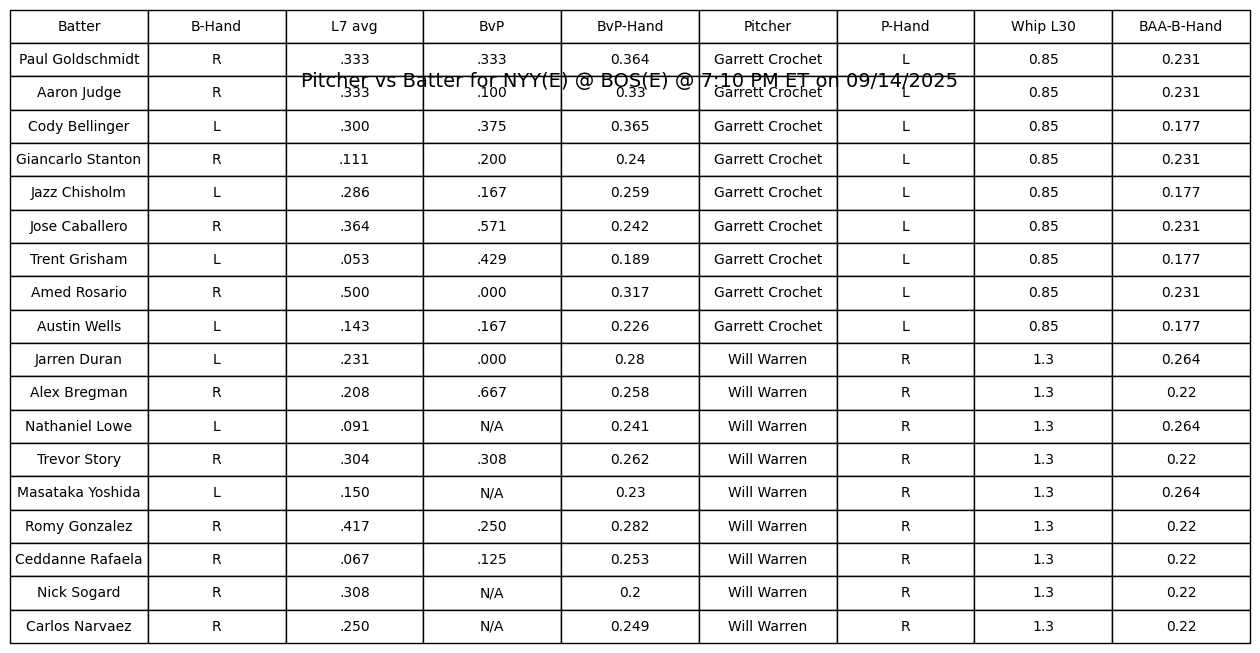 Batter B-Hand L7 avg BvP BvP-Hand Pitcher P-Hand Whip L30 BAA-B-Hand
Paul Goldschmidt R .333 .333 0.364 Garrett Crochet L 0.85 0.231
Pitcher vs Batter for NYY(E) @ BOS(E) @ 7:10 PM ET on 09/14/2025
Aaron Judge R .333 .100 0.33 Garrett Crochet L 0.85 0.231
Cody Bellinger L .300 .375 0.365 Garrett Crochet L 0.85 0.177
Giancarlo Stanton R .111 .200 0.24 Garrett Crochet L 0.85 0.231
Jazz Chisholm L .286 .167 0.259 Garrett Crochet L 0.85 0.177
Jose Caballero R .364 .571 0.242 Garrett Crochet L 0.85 0.231
Trent Grisham L .053 .429 0.189 Garrett Crochet L 0.85 0.177
Amed Rosario R .500 .000 0.317 Garrett Crochet L 0.85 0.231
Austin Wells L .143 .167 0.226 Garrett Crochet L 0.85 0.177
Jarren Duran L .231 .000 0.28 Will Warren R 1.3 0.264
Alex Bregman R .208 .667 0.258 Will Warren R 1.3 0.22
Nathaniel Lowe L .091 N/A 0.241 Will Warren R 1.3 0.264
Trevor Story R .304 .308 0.262 Will Warren R 1.3 0.22
Masataka Yoshida L .150 N/A 0.23 Will Warren R 1.3 0.264
Romy Gonzalez R .417 .250 0.282 Will Warren R 1.3 0.22
Ceddanne Rafaela R .067 .125 0.253 Will Warren R 1.3 0.22
Nick Sogard R .308 N/A 0.2 Will Warren R 1.3 0.22
Carlos Narvaez R .250 N/A 0.249 Will Warren R 1.3 0.22